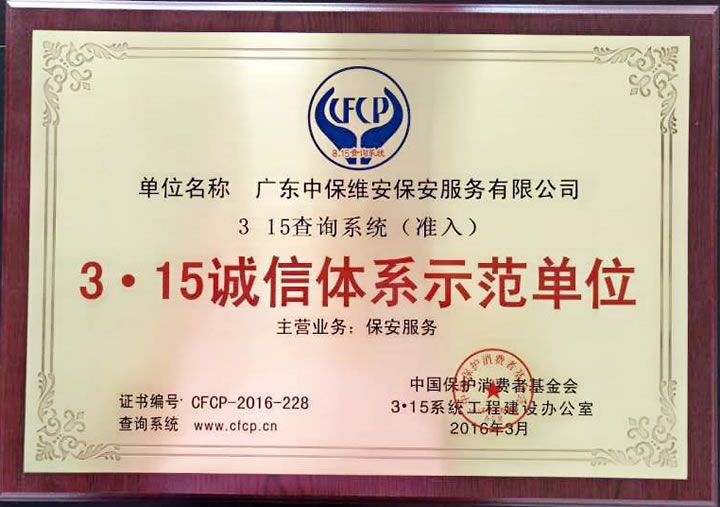 CFCP
3.15查询系统
单位名称 广东中保维安保安服务有限公司
3 15查询系统（准入）
3·15诚信体系示范单位
主营业务：保安服务
证书编号 CFCP-2016-228
查询系统 www.cfcp.cn
中国保护消费者基金会
3·15系统工程建设办公室
2016年3月